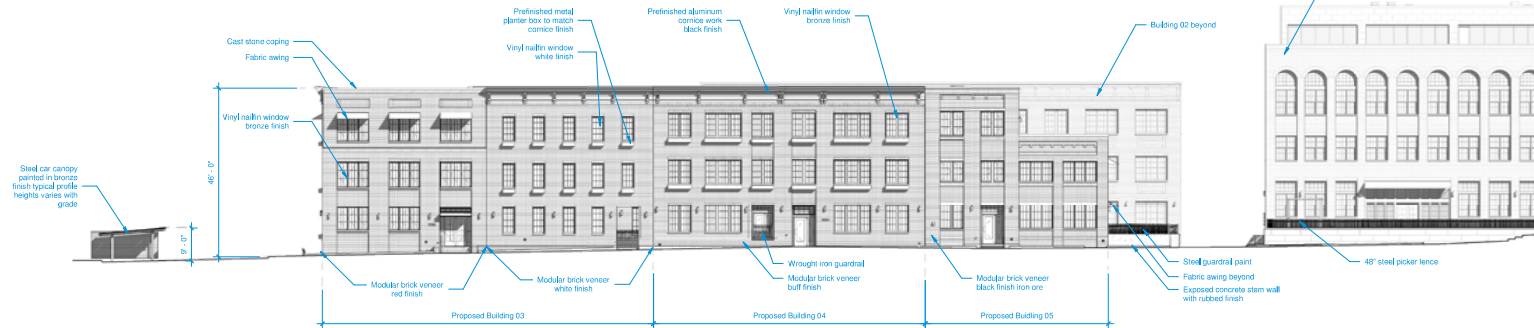 Prefinished metal
planter box to match
cornice finish
Prefinished aluminum
cornice work
black finish
Vinyl nailfin window
bronze finish
Building 02 beyond
Cast stone coping
Fabric awing
Vinyl nailfin window
white finish
Vinyl nailfin window
bronze finish
46' - 0"
Steel car canopy
painted in bronze
finish typical profile
heights varies with
grade
9' - 0"
Modular brick veneer
red finish
Modular brick veneer
white finish
Wrought iron guardrail
Modular brick veneer
buff finish
Modular brick veneer
black finish iron ore
Steel guardrail paint
Fabric awing beyond
Exposed concrete stem wall
with rubbed finish
48" steel picker fence
Proposed Building 03
Proposed Building 04
Proposed Buidling 05